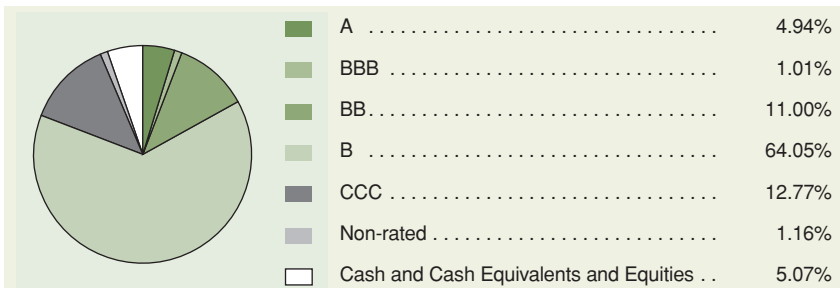 A . . . . . . . . . . . . . . . . . . . . . . . . . . . . . . . . . . 4.94%
BBB . . . . . . . . . . . . . . . . . . . . . . . . . . . . . . . 1.01%
BB. . . . . . . . . . . . . . . . . . . . . . . . . . . . . . . . . 11.00%
B . . . . . . . . . . . . . . . . . . . . . . . . . . . . . . . . . . 64.05%
CCC . . . . . . . . . . . . . . . . . . . . . . . . . . . . . . . 12.77%
Non-rated . . . . . . . . . . . . . . . . . . . . . . . . . . . 1.16%
Cash and Cash Equivalents and Equities . . 5.07%